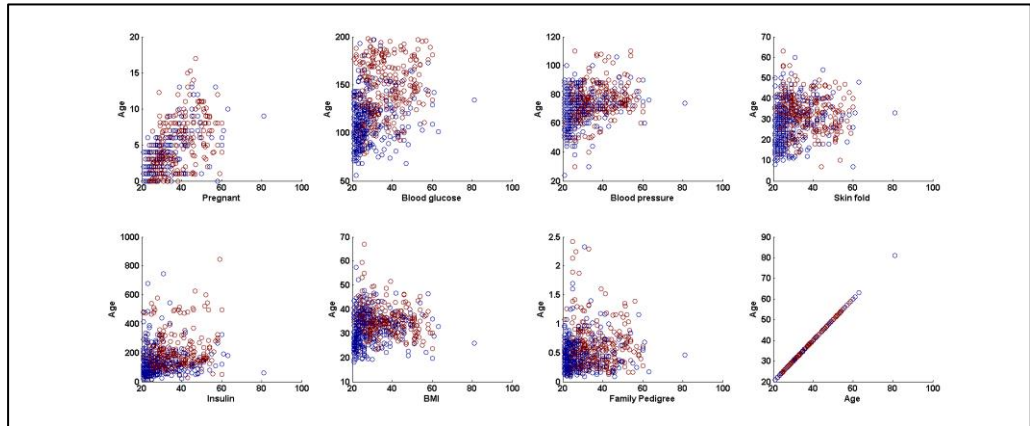 20
15
10
5
0
Age
20 40 60 80 100
Pregnant
200
150
100
50
Age
20 40 60 80 100
Blood glucose
120
100
80
60
40
20
Age
20 40 60 80 100
Blood pressure
70
60
50
40
30
20
10
0
Age
20 40 60 80 100
Skin fold
1000
800
600
400
200
0
Age
20 40 60 80 100
Insulin
70
60
50
40
30
20
10
Age
20 40 60 80 100
BMI
2.5
2
1.5
1
0.5
0
Age
20 40 60 80 100
Family Pedigree
90
80
70
60
50
40
30
20
Age
20 40 60 80 100
Age